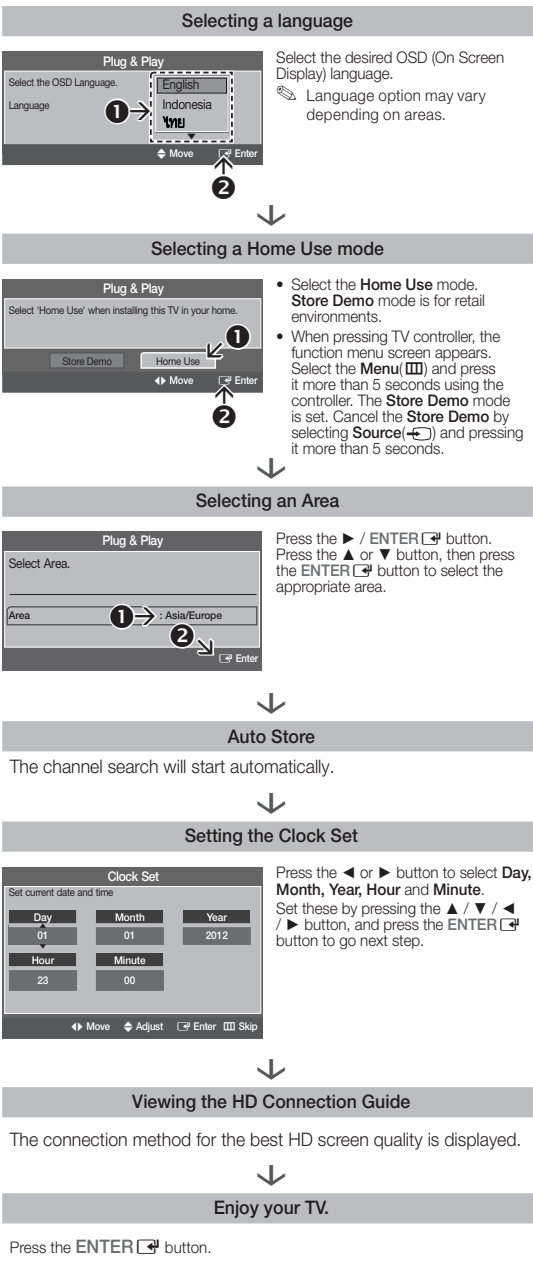 Selecting a language
Plug & Play
Select the OSD Language.
Language
English
Indonesia
ไทย
❶
Move Enter
❷
Select the desired OSD (On Screen
Display) language.
Language option may vary
depending on areas.
Selecting a Home Use mode
Plug & Play
Select 'Home Use' when installing this TV in your home.
❶
Store Demo Home Use
Move Enter
❷
• Select the Home Use mode.
Store Demo mode is for retail
environments.
• When pressing TV controller, the
function menu screen appears.
Select the Menu( ) and press
it more than 5 seconds using the
controller. The Store Demo mode
is set. Cancel the Store Demo by
selecting Source( ) and pressing
it more than 5 seconds.
Selecting an Area
Plug & Play
Select Area.
Area ❶ : Asia/Europe
❷
Enter
Press the ► / ENTER button.
Press the ▲ or ▼ button, then press
the ENTER button to select the
appropriate area.
Auto Store
The channel search will start automatically.
Setting the Clock Set
Clock Set
Set current date and time
Day Month Year
01 01 2012
Hour Minute
23 00
Move Adjust Enter Skip
Press the ◄ or ► button to select Day,
Month, Year, Hour and Minute.
Set these by pressing the ▲ / ▼ / ◄
/ ► button, and press the ENTER
button to go next step.
Viewing the HD Connection Guide
The connection method for the best HD screen quality is displayed.
Enjoy your TV.
Press the ENTER button.